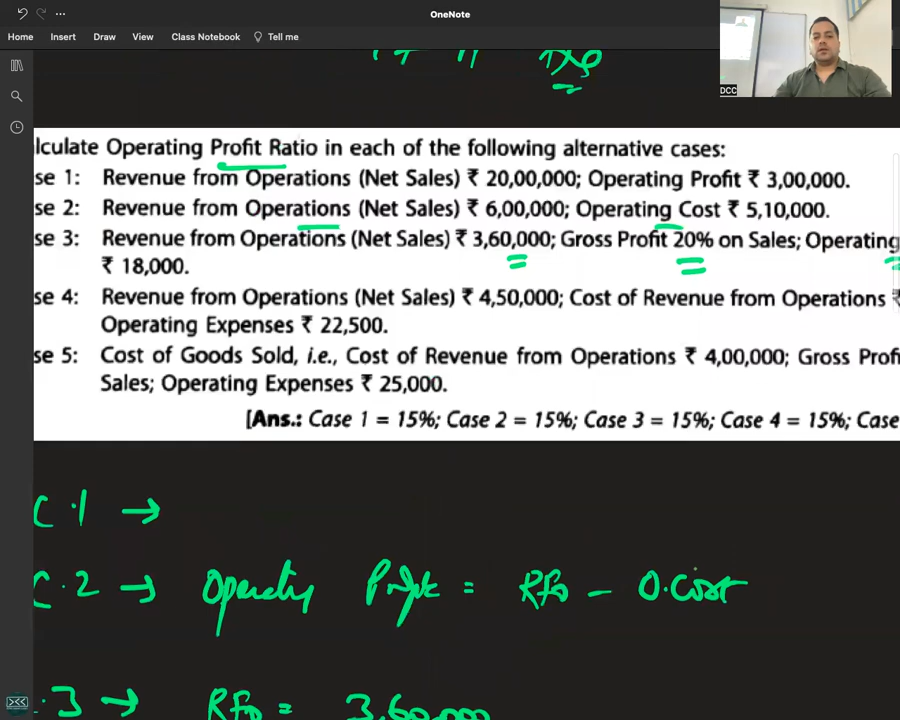 OneNote
Home Insert Draw View Class Notebook Tell me
DCC
lculate Operating Profit Ratio in each of the following alternative cases:
se 1: Revenue from Operations (Net Sales) ₹ 20,00,000; Operating Profit ₹ 3,00,000.
se 2: Revenue from Operations (Net Sales) ₹ 6,00,000; Operating Cost ₹ 5,10,000.
se 3: Revenue from Operations (Net Sales) ₹ 3,60,000; Gross Profit 20% on Sales; Operating
₹ 18,000.
se 4: Revenue from Operations (Net Sales) ₹ 4,50,000; Cost of Revenue from Operations ₹
Operating Expenses ₹ 22,500.
se 5: Cost of Goods Sold, i.e., Cost of Revenue from Operations ₹ 4,00,000; Gross Prof
Sales; Operating Expenses ₹ 25,000.
[Ans.: Case 1 = 15%; Case 2 = 15%; Case 3 = 15%; Case 4 = 15%; Case
C.1 →
C.2 → Operating Profit = RFO - O.Cost
.3 → RFO = 3,60,000